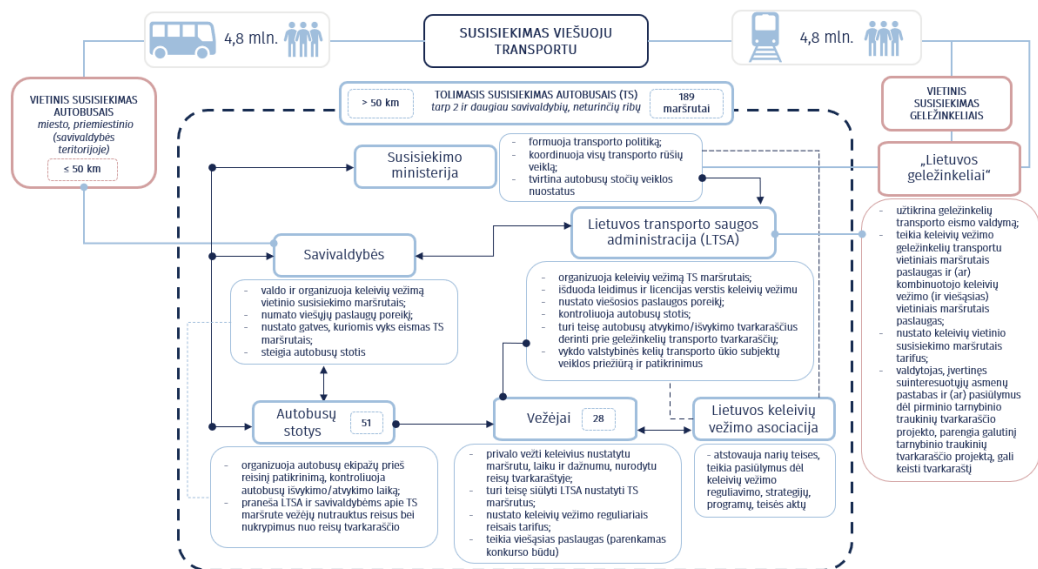 4,8 mln.
SUSISIEKIMAS VIEŠUOJU
TRANSPORTU
4,8 mln.
VIETINIS SUSISIEKIMAS
AUTOBUSAIS
miesto, priemiestinio
(savivaldybės
teritorijoje)
≤ 50 km
> 50 km
TOLIMASIS SUSISIEKIMAS AUTOBUSAIS (TS)
tarp 2 ir daugiau savivaldybių, neturinčių ribų
189
maršrutai
VIETINIS
SUSISIEKIMAS
GELEŽINKELIAIS
Susisiekimo
ministerija
- formuoja transporto politiką;
- koordinuoja visų transporto rūšių
veiklą;
- tvirtina autobusų stočių veiklos
nuostatus
„Lietuvos
geležinkeliai“
- užtikrina geležinkelių
transporto eismo valdymą;
- teikia keleivių vežimo
geležinkelių transportu
vietiniais maršrutais
paslaugas ir (ar)
kombinuotojo keleivių
vežimo (ir viešąsias)
vietiniais maršrutais
paslaugas;
- nustato keleivių vietinio
susisiekimo maršrutais
tarifus;
- valdytojas, įvertinęs
suinteresuotųjų asmenų
pastabas ir (ar) pasiūlymus
dėl pirminio tarnybinio
traukinių tvarkaraščio
projekto, parengia galutinį
tarnybinio traukinių
tvarkaraščio projektą, gali
keisti tvarkaraštį
Savivaldybės
- valdo ir organizuoja keleivių vežimą
vietinio susisiekimo maršrutais;
- numato viešųjų paslaugų poreikį;
- nustato gatves, kuriomis vyks eismas TS
maršrutais;
- steigia autobusų stotis
Lietuvos transporto saugos
administracija (LTSA)
- organizuoja keleivių vežimą TS maršrutais;
- išduoda leidimus ir licencijas verstis keleivių vežimu
- nustato viešosios paslaugos poreikį;
- kontroliuoja autobusų stotis;
- turi teisę autobusų atvykimo/išvykimo tvarkaraščius
derinti prie geležinkelių transporto tvarkaraščių;
- vykdo valstybinės kelių transporto ūkio subjektų
veiklos priežiūrą ir patikrinimus
Autobusų
stotys
51
- organizuoja autobusų ekipažų prieš
reisinį patikrinimą, kontroliuoja
autobusų išvykimo/atvykimo laiką;
- praneša LTSA ir savivaldybėms apie TS
maršrute vežėjų nutrauktus reisus bei
nukrypimus nuo reisų tvarkaraščio
Vežėjai
28
- privalo vežti keleivius nustatytu
maršrutu, laiku ir dažnumu, nurodytu
reisų tvarkaraštyje;
- turi teisę siūlyti LTSA nustatyti TS
maršrutus;
- nustato keleivių vežimo reguliariais
reisais tarifus;
- teikia viešąsias paslaugas (parenkamas
konkurso būdu)
Lietuvos keleivių
vežimo asociacija
- atstovauja narių teises,
teikia pasiūlymus dėl
keleivių vežimo
reguliavimo, strategijų,
programų, teisės aktų